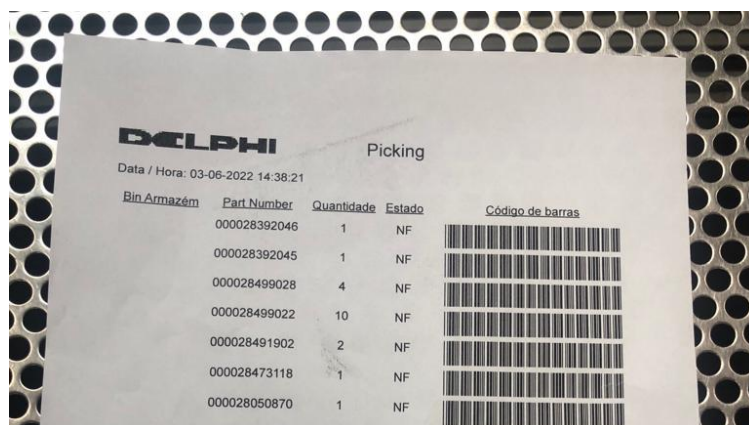 DELPHI Picking
Data / Hora: 03-06-2022 14:38:21
Bin Armazém Part Number Quantidade Estado Código de barras
000028392046 1 NF
000028392045 1 NF
000028499028 4 NF
000028499022 10 NF
000028491902 2 NF
000028473118 1 NF
000028050870 1 NF